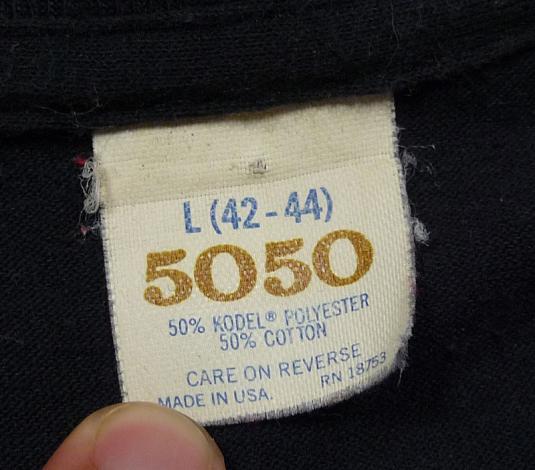 L (42-44)
5050
50% KODEL® POLYESTER
50% COTTON
CARE ON REVERSE
MADE IN USA. RN 18753